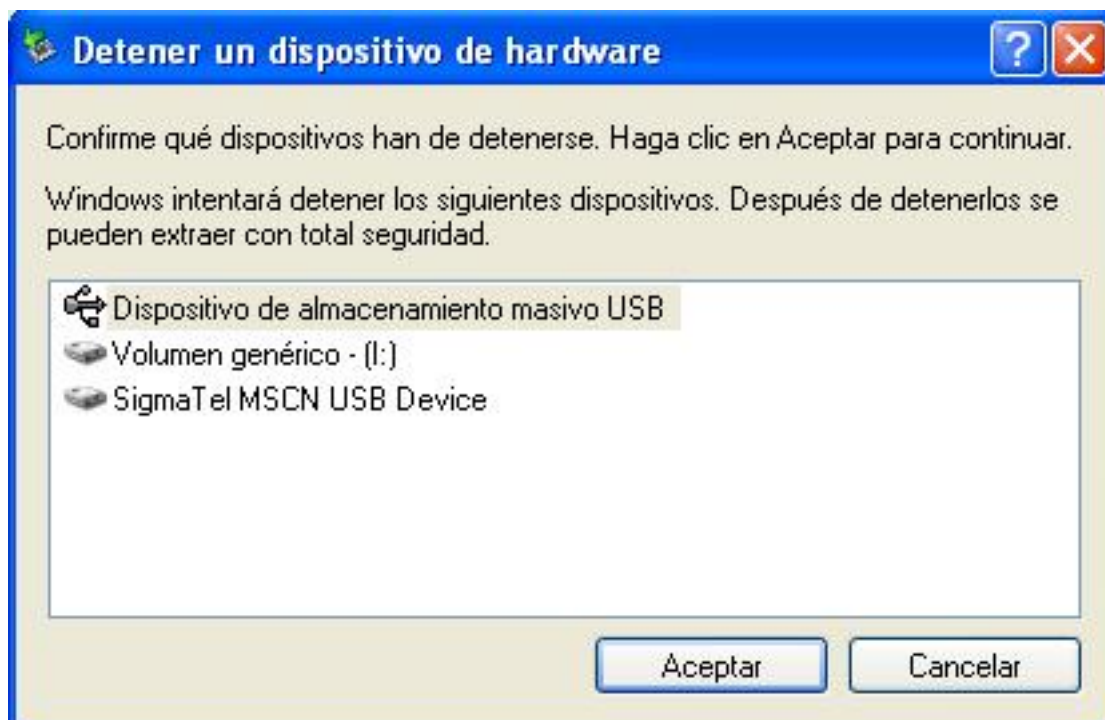 Detener un dispositivo de hardware
Confirme qué dispositivos han de detenerse. Haga clic en Aceptar para continuar.
Windows intentará detener los siguientes dispositivos. Después de detenerlos se
pueden extraer con total seguridad.
Dispositivo de almacenamiento masivo USB
Volumen genérico - (I:)
SigmaTel MSCN USB Device
Aceptar Cancelar